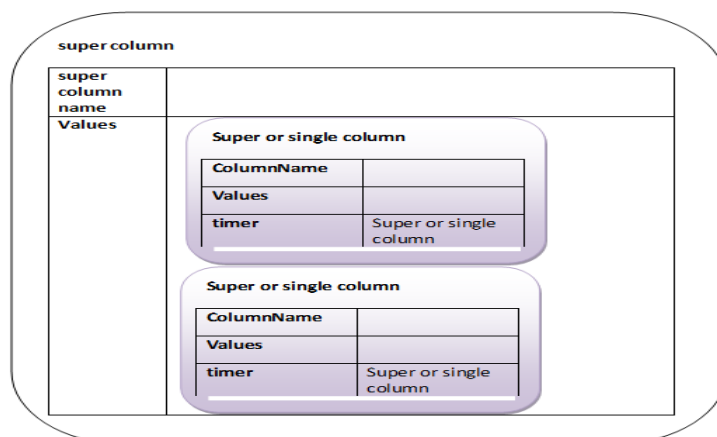 super column
super
column
name
Values
Super or single column
ColumnName
Values
timer Super or single
column
Super or single column
ColumnName
Values
timer Super or single
column